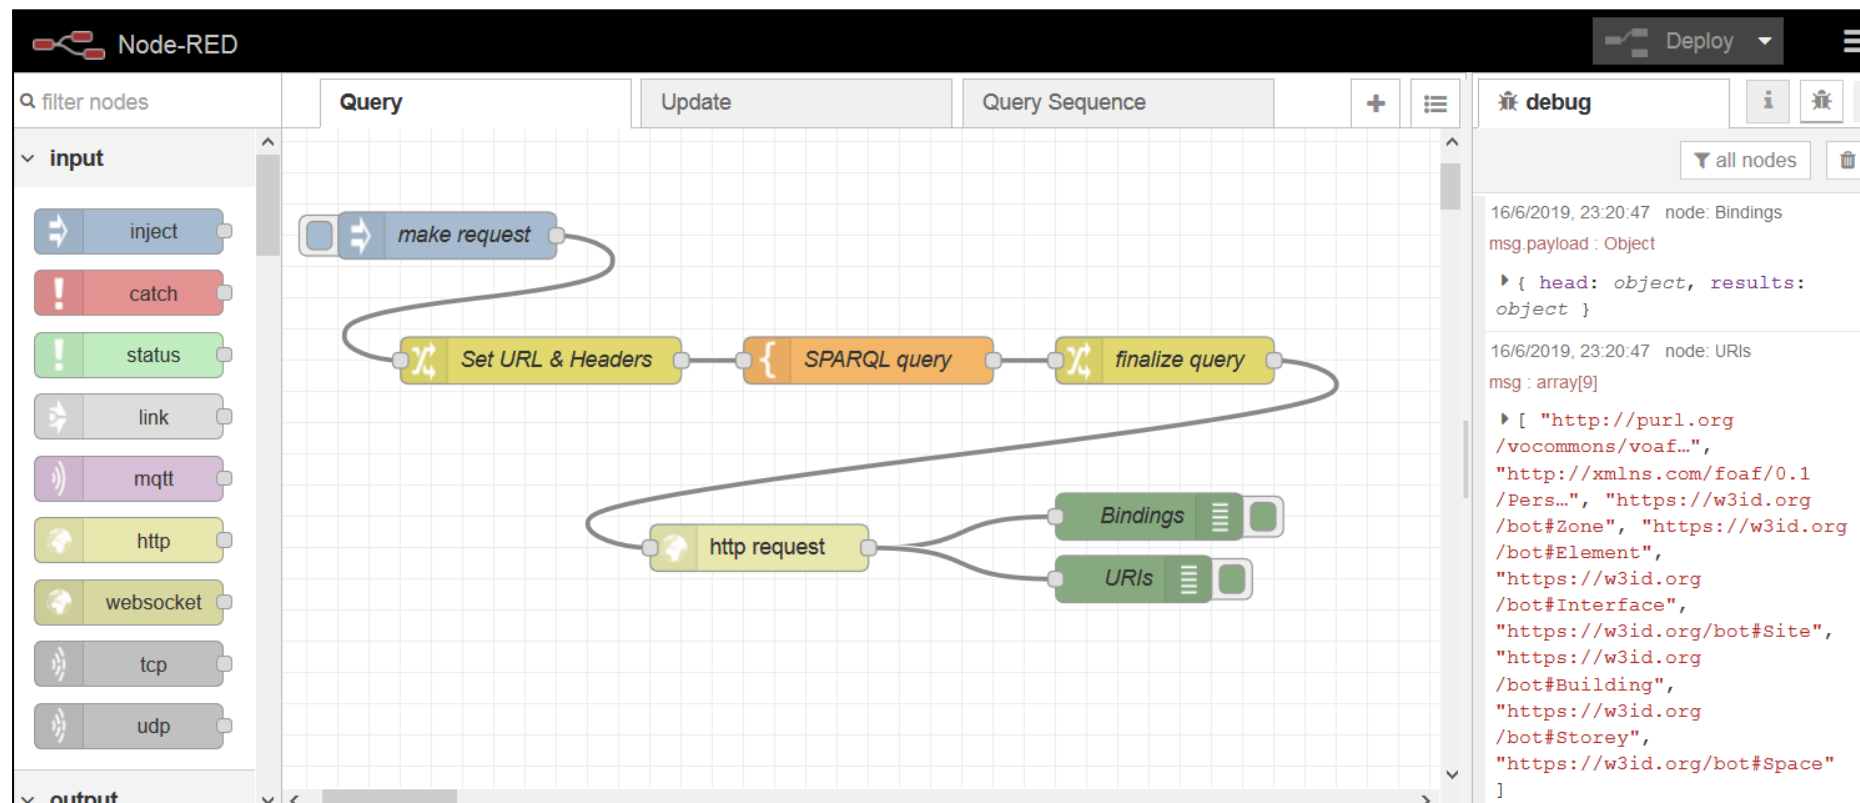 Node-RED
Deploy
filter nodes
Query
Update
Query Sequence
debug
i
input
all nodes
inject
catch
status
link
mqtt
http
websocket
tcp
udp
output
make request
Set URL & Headers
SPARQL query
finalize query
http request
Bindings
URIs
16/6/2019, 23:20:47 node: Bindings
msg.payload : Object
{ head: object, results:
object }
16/6/2019, 23:20:47 node: URIs
msg : array[9]
[ "http://purl.org
/vocommons/voaf…",
"http://xmlns.com/foaf/0.1
/Pers…", "https://w3id.org
/bot#Zone", "https://w3id.org
/bot#Element",
"https://w3id.org
/bot#Interface",
"https://w3id.org/bot#Site",
"https://w3id.org
/bot#Building",
"https://w3id.org
/bot#Storey",
"https://w3id.org/bot#Space"
]